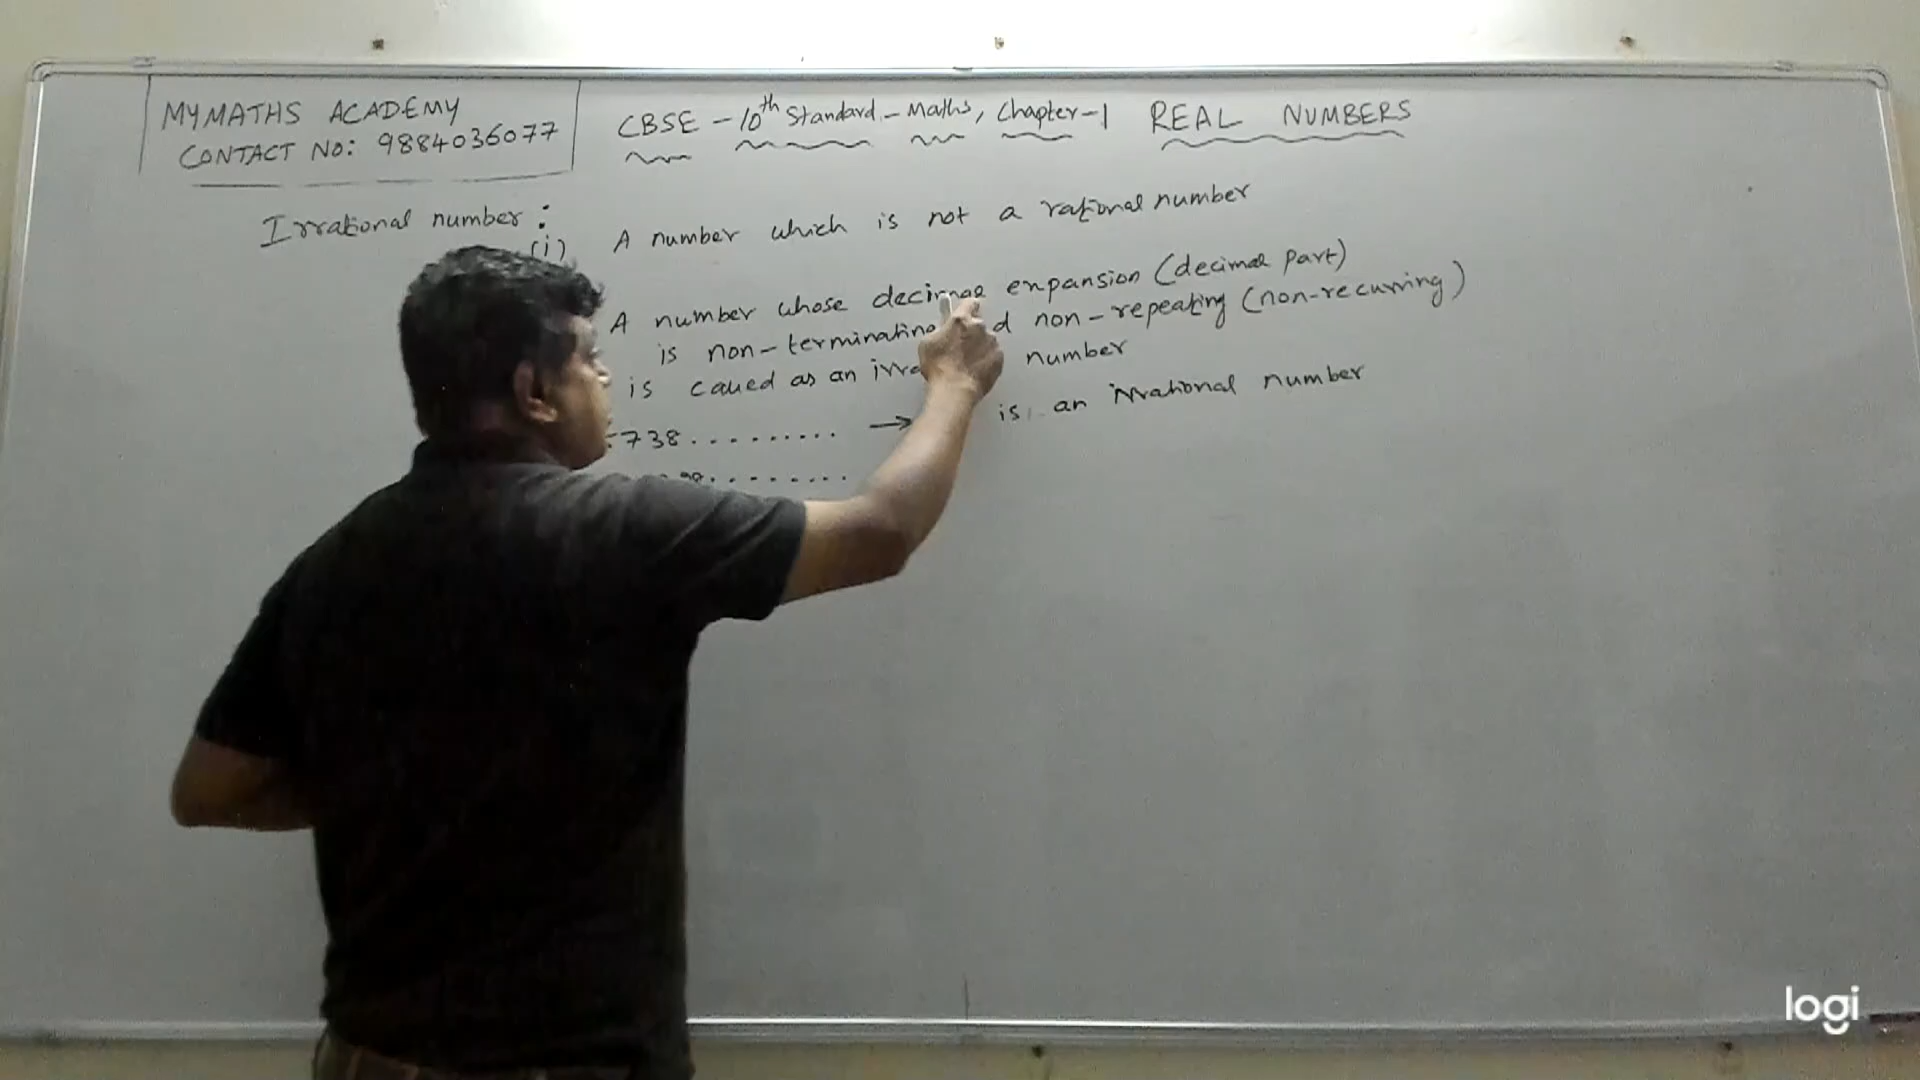 MYMATHS ACADEMY
CONTACT NO: 9884036077
CBSE - 10th Standard - Maths, Chapter-1 REAL NUMBERS
Irrational number :
(i) A number which is not a rational number
A number whose decimal expansion (decimal part)
is non-terminating non-repeating (non-recurring)
is called as an number
738......... → is an irrational number
logi